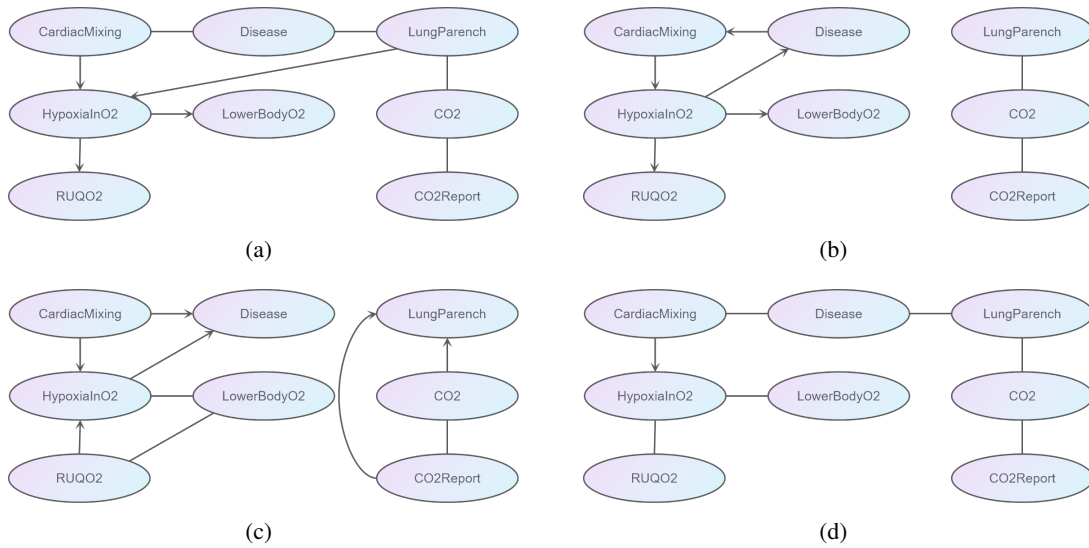 CardiacMixing Disease LungParench
HypoxiaInO2 LowerBodyO2 CO2
RUQO2 CO2Report
(a)
CardiacMixing Disease LungParench
HypoxiaInO2 LowerBodyO2 CO2
RUQO2 CO2Report
(b)
CardiacMixing Disease LungParench
HypoxiaInO2 LowerBodyO2 CO2
RUQO2 CO2Report
(c)
CardiacMixing Disease LungParench
HypoxiaInO2 LowerBodyO2 CO2
RUQO2 CO2Report
(d)